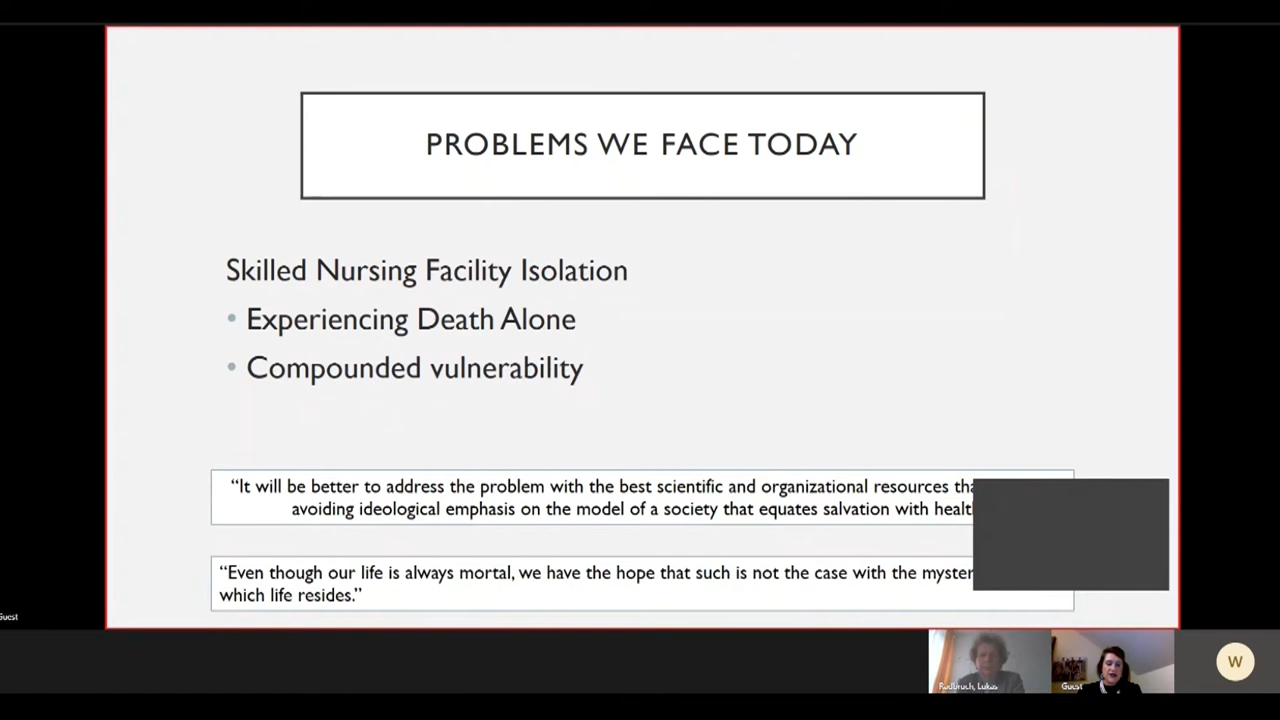 PROBLEMS WE FACE TODAY
Skilled Nursing Facility Isolation
• Experiencing Death Alone
• Compounded vulnerability
“It will be better to address the problem with the best scientific and organizational resources
avoiding ideological emphasis on the model of a society that equates salvation with
“Even though our life is always mortal, we have the hope that such is not the case with the
which life resides.”
Guest
Radbruch, Lukas
Guest
W